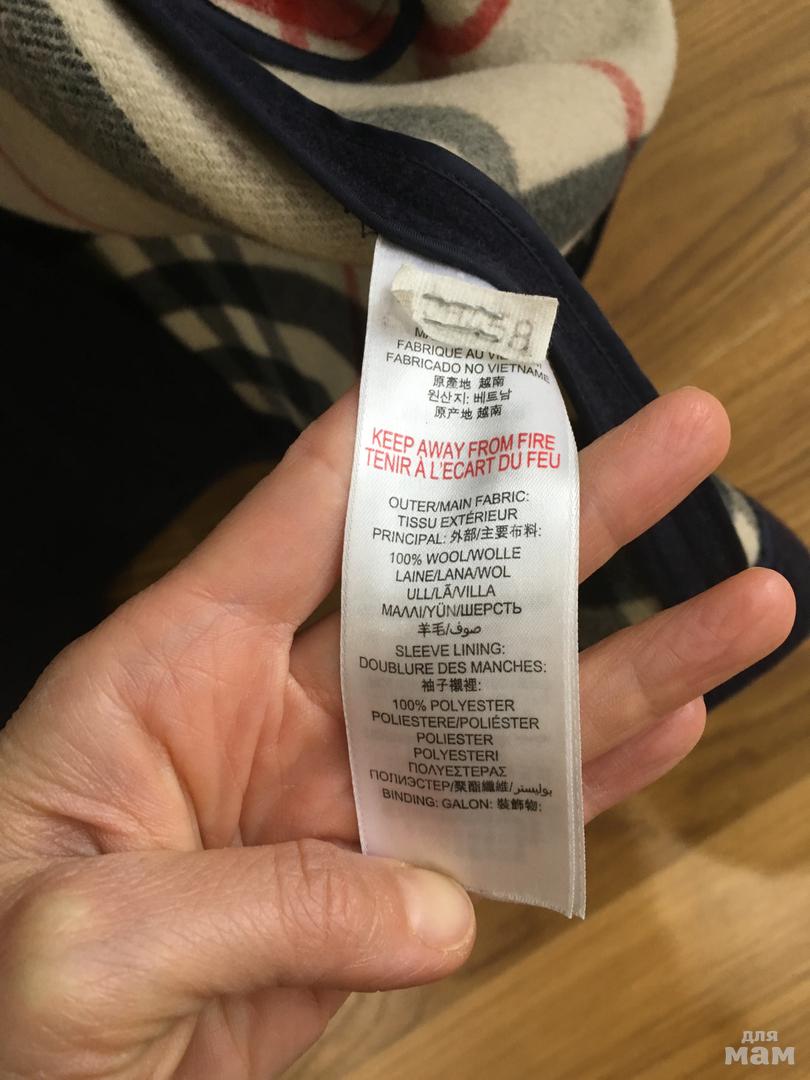 58
FABRIQUE AU
FABRICADO NO VIETNAME
原產地 越南
원산지: 베트남
原产地 越南
KEEP AWAY FROM FIRE
TENIR À L'ECART DU FEU
OUTER/MAIN FABRIC:
TISSU EXTÉRIEUR
PRINCIPAL: 外部/主要布料:
100% WOOL/WOLLE
LAINE/LANA/WOL
ULL/LÃ/VILLA
ΜΑΛΛΙ/YÜN/ШЕРСТЬ
羊毛/صوف
SLEEVE LINING:
DOUBLURE DES MANCHES:
袖子襯裡:
100% POLYESTER
POLIESTERE/POLIÉSTER
POLIESTER
POLYESTERI
ΠΟΛΥΕΣΤΕΡΑΣ
ПОЛИЭСТЕР/聚酯纖維/بوليستر
BINDING: GALON: 裝飾物:
для
мам